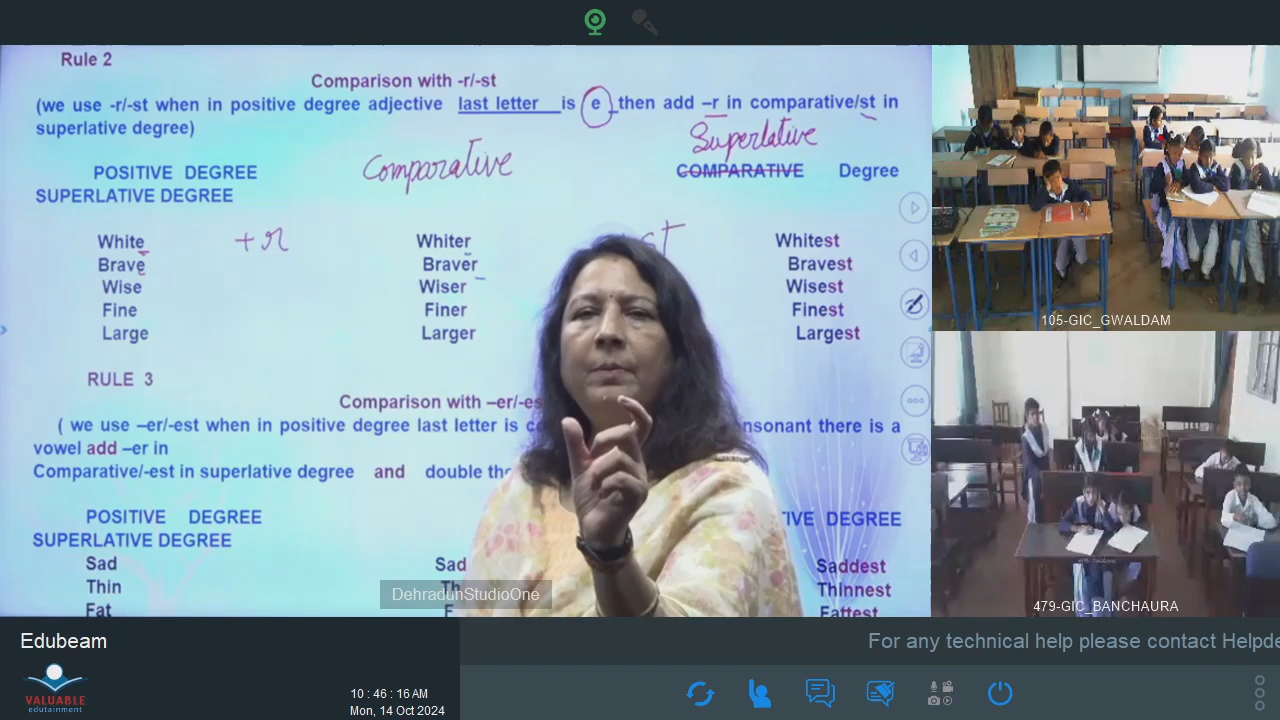 Rule 2
Comparison with -r/-st
(we use -r/-st when in positive degree adjective last letter is e then add –r in comparative/st in
superlative degree)
Superlative
Comparative
POSITIVE DEGREE COMPARATIVE Degree
SUPERLATIVE DEGREE
White + r Whiter st Whitest
Brave Braver Bravest
Wise Wiser Wisest
Fine Finer Finest
Large Larger Largest
RULE 3
Comparison with –er/-es
( we use –er/-est when in positive degree last letter is co nsonant there is a
vowel add –er in
Comparative/-est in superlative degree and double the
POSITIVE DEGREE TIVE DEGREE
SUPERLATIVE DEGREE
Sad Sad Saddest
Thin Th Thinnest
Fat F Fattest
DehradunStudioOne
105-GIC_GWALDAM
479-GIC_BANCHAURA
Edubeam
For any technical help please contact Helpde
VALUABLE
edutainment
10 : 46 : 16 AM
Mon, 14 Oct 2024